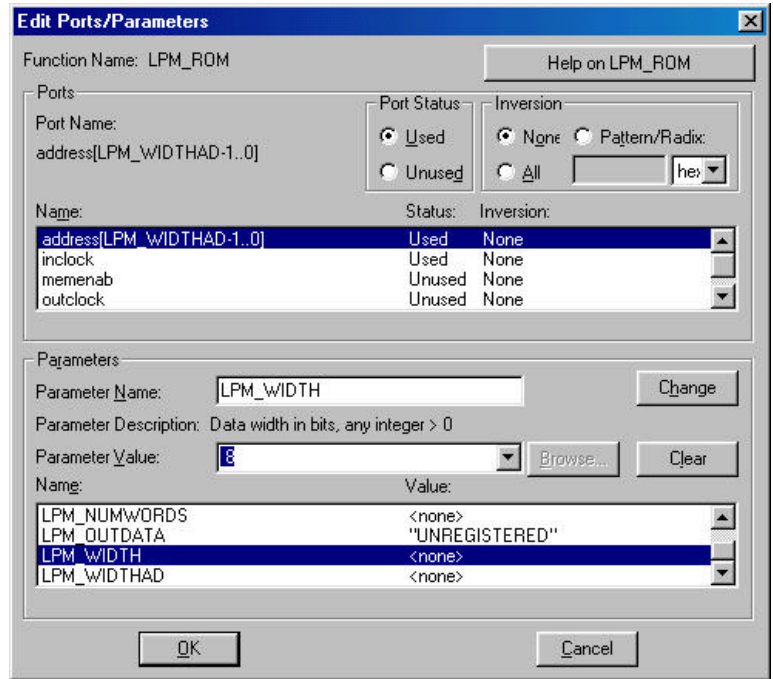 Edit Ports/Parameters
Function Name: LPM_ROM
Help on LPM_ROM
Ports
Port Name:
address[LPM_WIDTHAD-1..0]
Port Status
Used
Unused
Inversion
None Pattern/Radix:
All hex
Name: Status: Inversion:
address[LPM_WIDTHAD-1..0] Used None
inclock Used None
memenab Unused None
outclock Unused None
Parameters
Parameter Name: LPM_WIDTH Change
Parameter Description: Data width in bits, any integer > 0
Parameter Value: 8 Browse... Clear
Name: Value:
LPM_NUMWORDS <none>
LPM_OUTDATA "UNREGISTERED"
LPM_WIDTH <none>
LPM_WIDTHAD <none>
OK Cancel